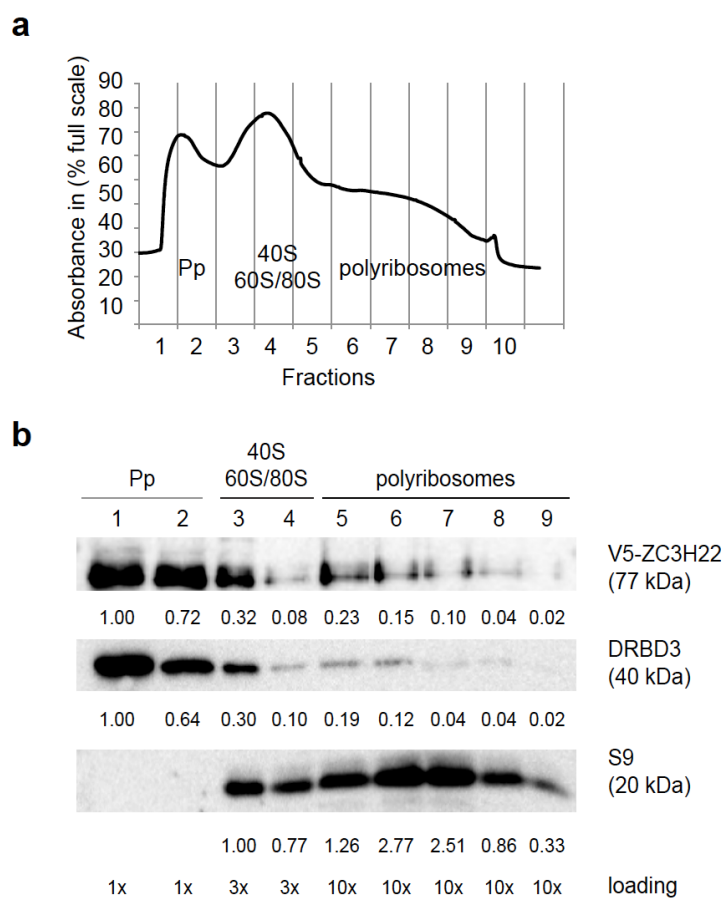 a
Absorbance in (% full scale)
90
80
70
60
50
40
30
20
10
Pp
40S
60S/80S
polyribosomes
1 2 3 4 5 6 7 8 9 10
Fractions
b
Pp
40S
60S/80S
polyribosomes
1 2 3 4 5 6 7 8 9
V5-ZC3H22
(77 kDa)
1.00 0.72 0.32 0.08 0.23 0.15 0.10 0.04 0.02
DRBD3
(40 kDa)
1.00 0.64 0.30 0.10 0.19 0.12 0.04 0.04 0.02
S9
(20 kDa)
1.00 0.77 1.26 2.77 2.51 0.86 0.33
1x 1x 3x 3x 10x 10x 10x 10x 10x loading